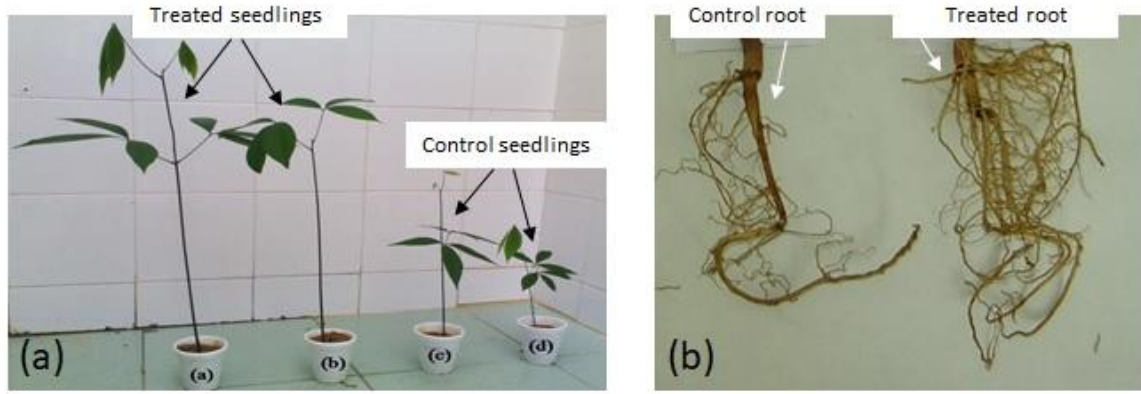 Treated seedlings
Control seedlings
(a)
(a)
(b)
(c)
(d)
Control root
Treated root
(b)